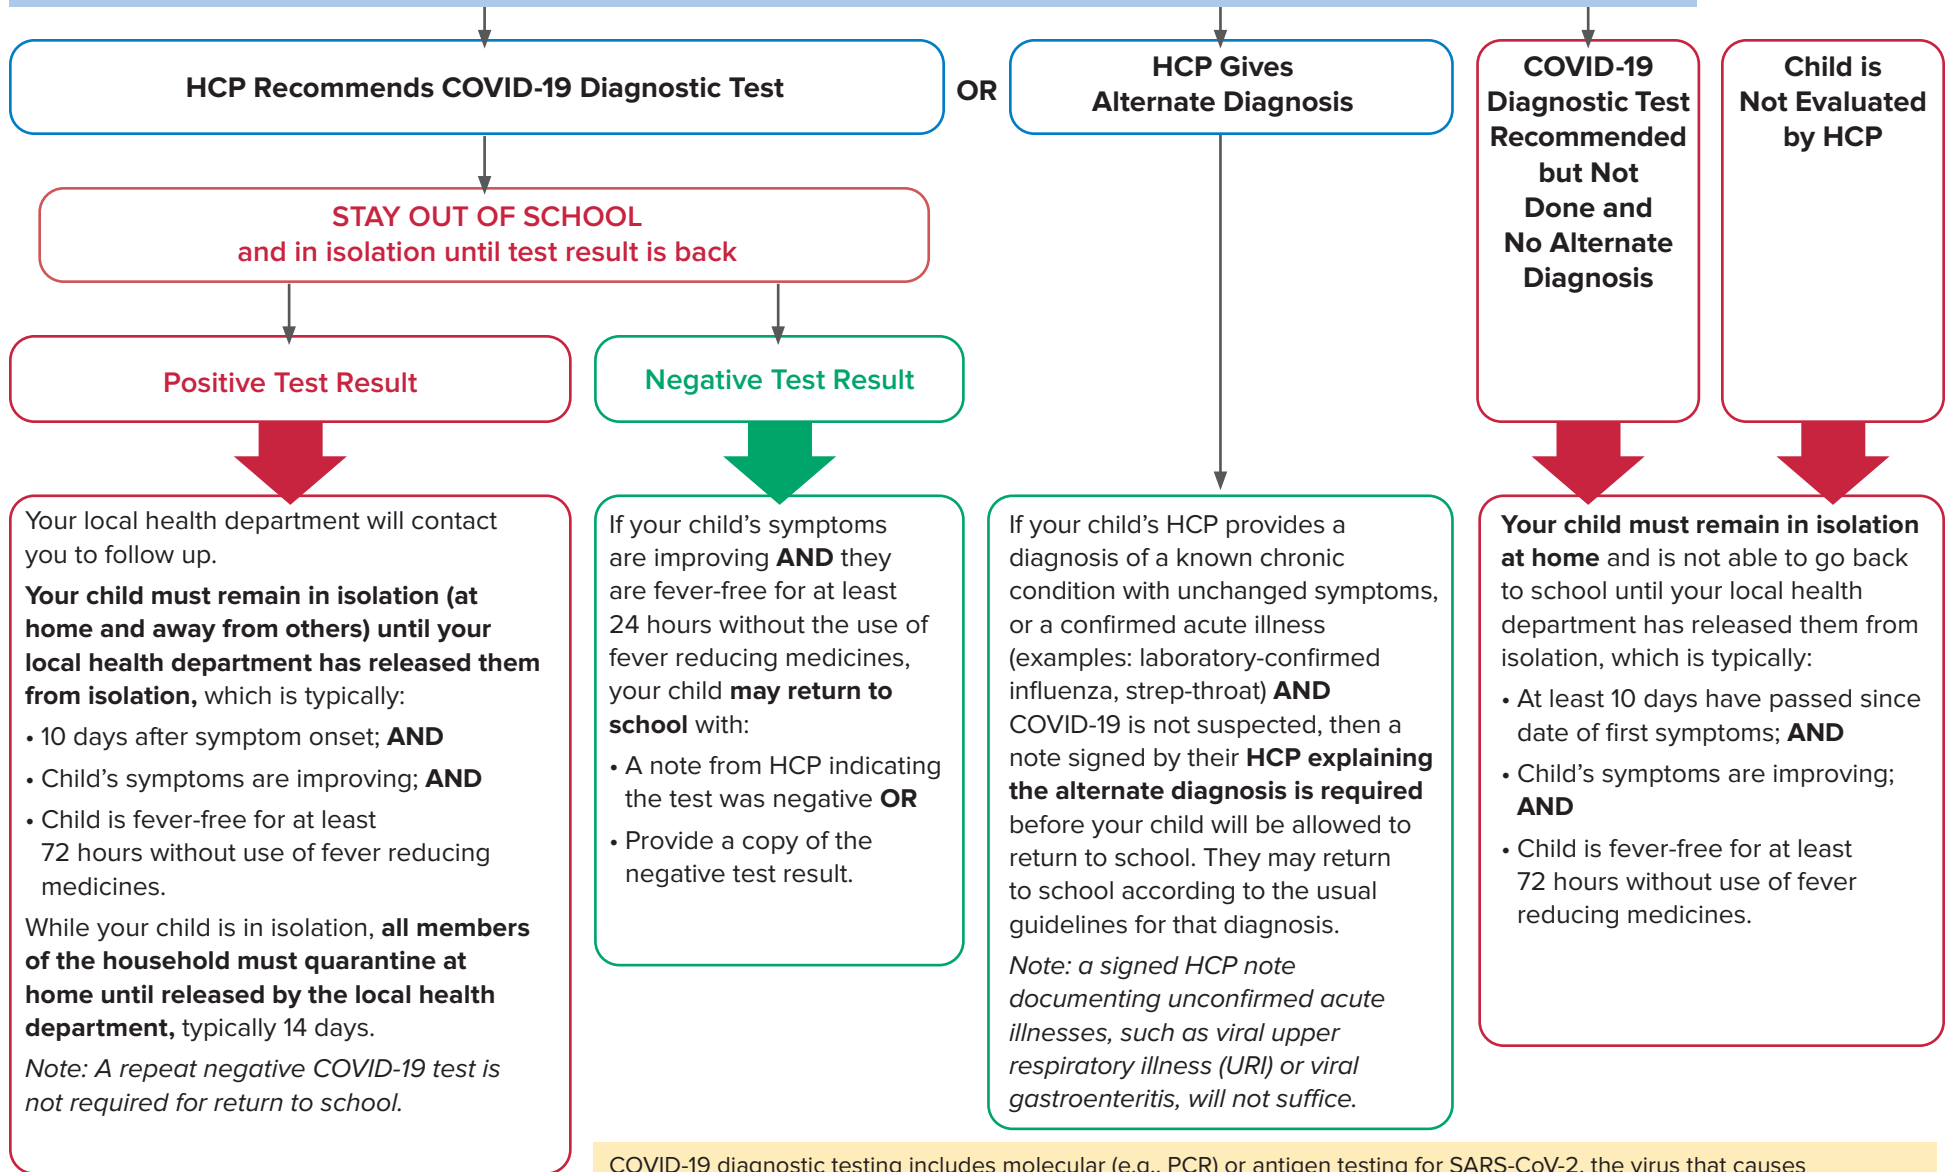 HCP Recommends COVID-19 Diagnostic Test
OR
HCP Gives
Alternate Diagnosis
COVID-19
Diagnostic Test
Recommended
but Not
Done and
No Alternate
Diagnosis
Child is
Not Evaluated
by HCP
STAY OUT OF SCHOOL
and in isolation until test result is back
Positive Test Result
Negative Test Result
Your local health department will contact
you to follow up.
Your child must remain in isolation (at
home and away from others) until your
local health department has released them
from isolation, which is typically:
• 10 days after symptom onset; AND
• Child's symptoms are improving; AND
• Child is fever-free for at least
72 hours without use of fever reducing
medicines.
While your child is in isolation, all members
of the household must quarantine at
home until released by the local health
department, typically 14 days.
Note: A repeat negative COVID-19 test is
not required for return to school.
If your child's symptoms
are improving AND they
are fever-free for at least
24 hours without the use of
fever reducing medicines,
your child may return to
school with:
• A note from HCP indicating
the test was negative OR
• Provide a copy of the
negative test result.
If your child's HCP provides a
diagnosis of a known chronic
condition with unchanged symptoms,
or a confirmed acute illness
(examples: laboratory-confirmed
influenza, strep-throat) AND
COVID-19 is not suspected, then a
note signed by their HCP explaining
the alternate diagnosis is required
before your child will be allowed to
return to school. They may return
to school according to the usual
guidelines for that diagnosis.
Note: a signed HCP note
documenting unconfirmed acute
illnesses, such as viral upper
respiratory illness (URI) or viral
gastroenteritis, will not suffice.
Your child must remain in isolation
at home and is not able to go back
to school until your local health
department has released them from
isolation, which is typically:
• At least 10 days have passed since
date of first symptoms; AND
• Child's symptoms are improving;
AND
• Child is fever-free for at least
72 hours without use of fever
reducing medicines.
COVID-19 diagnostic testing includes molecular (e.g., PCR) or antigen testing for SARS-CoV-2, the virus that causes